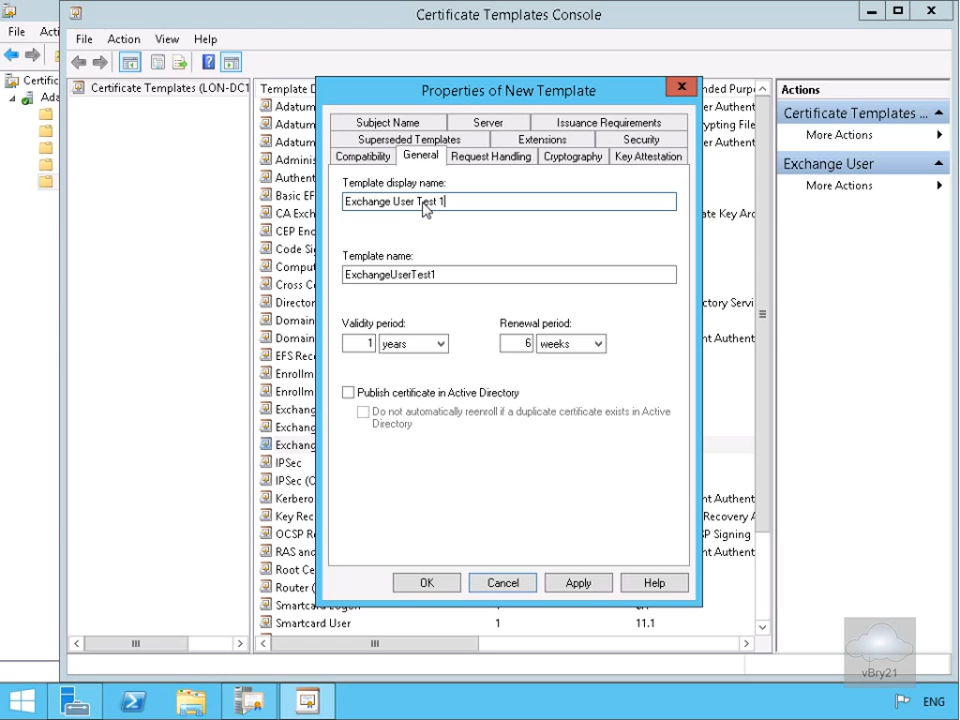 Certificate Templates Console
File Acti
File Action View Help
Certific
Ada
Certificate Templates (LON-DC1
Template D
Adatum
Adatum
Adatum
Adminis
Authent
Basic EF
CA Exch
CEP Enc
Code Si
Comput
Cross C
Director
Domain
Domain
EFS Rec
Enrollm
Enrollm
Exchang
Exchang
Exchang
IPSec
IPSec (O
Kerbero
Key Rec
OCSP R
RAS and
Root Ce
Router (
Smartcard Logon
Smartcard User 1 11.1
Properties of New Template
Subject Name Server Issuance Requirements
Superseded Templates Extensions Security
Compatibility General Request Handling Cryptography Key Attestation
Template display name:
Exchange User Test 1
Template name:
ExchangeUserTest1
Validity period: Renewal period:
1 years 6 weeks
Publish certificate in Active Directory
Do not automatically reenroll if a duplicate certificate exists in Active
Directory
OK Cancel Apply Help
nded Purpo
er Authent
ypting File
er Authent
te Key Arc
ctory Servi
nt Authent
nt Authent
Recovery A
P Signing
nt Authent
Actions
Certificate Templates ...
More Actions
Exchange User
More Actions
vBry21
ENG